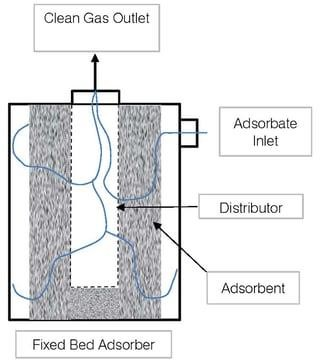 Clean Gas Outlet
Adsorbate
Inlet
Distributor
Adsorbent
Fixed Bed Adsorber